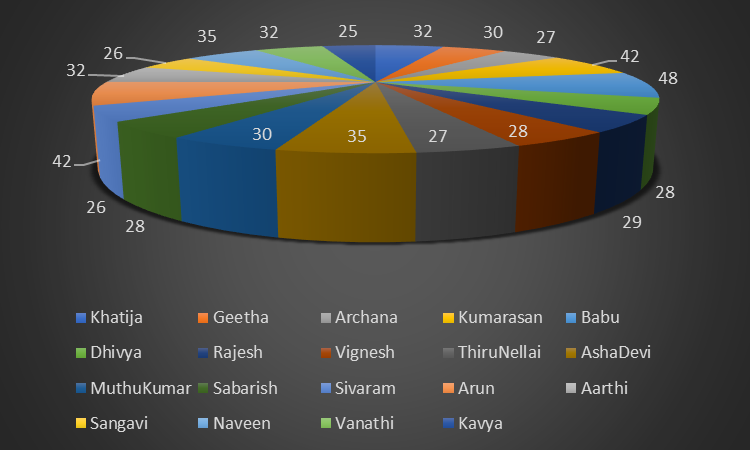 35 32 25 32 30 27
26 42
32 48
30 35 27 28
42
26 28
28 29
Khatija Geetha Archana Kumarasan Babu
Dhivya Rajesh Vignesh ThiruNellai AshaDevi
MuthuKumar Sabarish Sivaram Arun Aarthi
Sangavi Naveen Vanathi Kavya